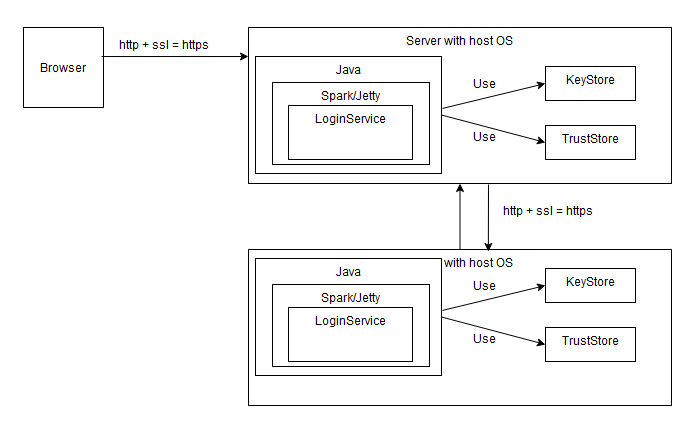 Browser
http + ssl = https
Server with host OS
Java
Spark/Jetty
LoginService
Use
KeyStore
Use
TrustStore
http + ssl = https
with host OS
Java
Spark/Jetty
LoginService
Use
KeyStore
Use
TrustStore